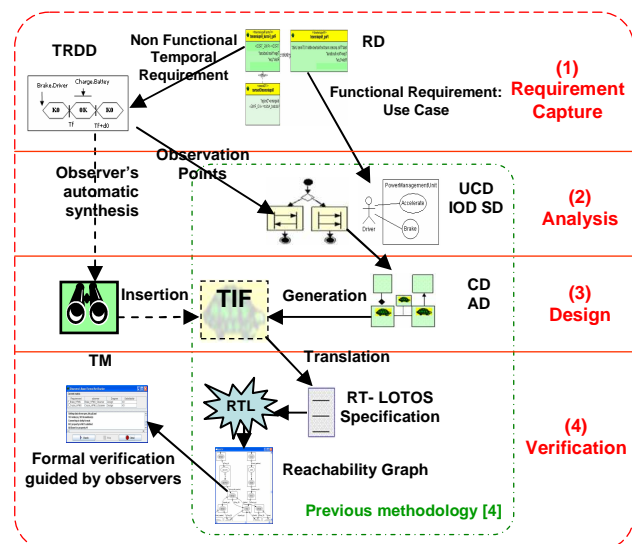 TRDD
Non Functional
Temporal
Requirement
RD
(1)
Requirement
Capture
Brake.Driver
Charge.Battey
KO
OK
KO
Tf
Tf+d0
Functional Requirement:
Use Case
Observer's
automatic
synthesis
Observation
Points
PowerManagementUnit
Accelerate
Brake
Driver
UCD
IOD SD
(2)
Analysis
Insertion
TIF
Generation
CD
AD
(3)
Design
TM
Translation
RTL
RT- LOTOS
Specification
(4)
Verification
Formal verification
guided by observers
Reachability Graph
Previous methodology [4]